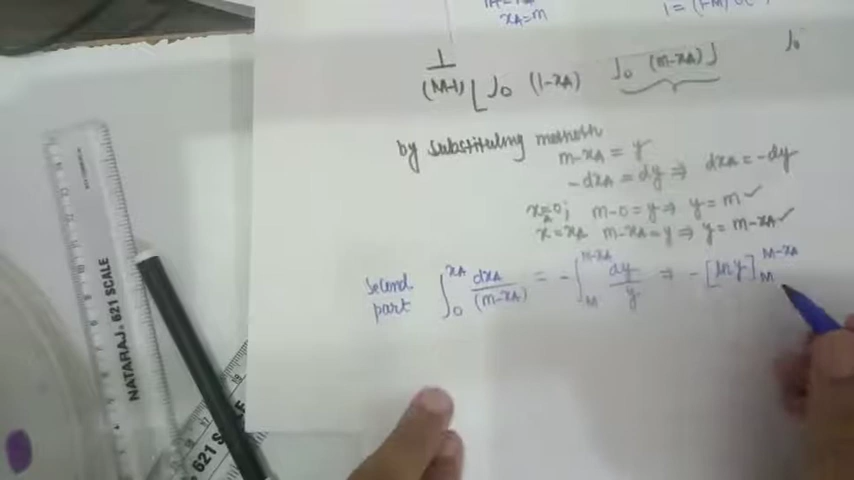 xA=m
1/(M-1) [ ∫0 (1-xA) ∫0 (m-xA) ]
by substituting method
m-xA = y
-dxA = dy ⇒ dxA = -dy
xA=0; m-0=y ⇒ y=m ✓
x=xA m-xA=y ⇒ y=m-xA ✓
second part ∫0^xA dxA/(m-xA) = -∫M^M-xA dy/y ⇒ -[ln y]M^M-xA
SCALE
NATARAJ 621
621 SCALE